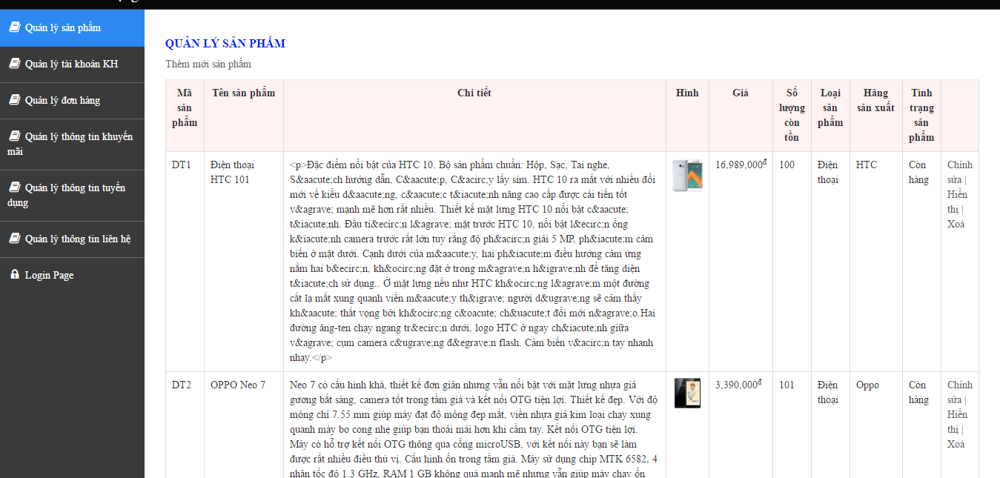 Quản lý sản phẩm
Quản lý tài khoản KH
Quản lý đơn hàng
Quản lý thông tin khuyến
mãi
Quản lý thông tin tuyển
dụng
Quản lý thông tin liên hệ
Login Page
QUẢN LÝ SẢN PHẨM
Thêm mới sản phẩm
Mã
sản
phẩm
Tên sản phẩm
Chi tiết
Hình
Giá
Số
lượng
còn
tồn
Loại
sản
phẩm
Hãng
sản xuất
Tình
trạng
sản
phẩm
DT1
Điện thoại
HTC 101
<p>Đặc điểm nổi bật của HTC 10. Bộ sản phẩm chuẩn: Hộp, Sạc, Tai nghe,
S&aacute;ch hướng dẫn, C&aacute;p, C&acirc;y lấy sim. HTC 10 ra mắt với nhiều đổi
mới về kiểu d&aacute;ng, c&aacute;c t&iacute;nh năng cao cấp được cải tiến tốt
v&agrave; mạnh mẽ hơn rất nhiều. Thiết kế mặt lưng HTC 10 nổi bật c&aacute;
t&iacute;nh. Đầu ti&ecirc;n l&agrave; mặt trước HTC 10, nổi bật l&ecirc;n ống
k&iacute;nh camera trước rất lớn tuy rằng độ ph&acirc;n giải 5 MP, ph&iacute;m cảm
biến ở mặt dưới. Cạnh dưới của m&aacute;y, hai ph&iacute;m điều hướng cảm ứng
nằm hai b&ecirc;n, kh&ocirc;ng đặt ở trong m&agrave;n h&igrave;nh để tăng diện
t&iacute;ch sử dụng.. Ở mặt lưng nếu như HTC kh&ocirc;ng l&agrave;m một đường
cắt lạ mắt xung quanh viền m&aacute;y th&igrave; người d&ugrave;ng sẽ cảm thấy
kh&aacute; thất vọng bởi kh&ocirc;ng c&oacute; ch&uacute;t đổi mới n&agrave;o.Hai
đường ăng-ten chạy ngang tr&ecirc;n dưới, logo HTC ở ngay ch&iacute;nh giữa
v&agrave; cụm camera c&ugrave;ng đ&egrave;n flash. Cảm biến v&acirc;n tay nhanh
nhạy.</p>
16,989,000đ
100
Điện
thoại
HTC
Còn
hàng
Chỉnh
sửa |
Hiển
thị |
Xoá
DT2
OPPO Neo 7
Neo 7 có cấu hình khá, thiết kế đơn giản nhưng vẫn nổi bật với mặt lưng nhựa giả
gương bắt sáng, camera tốt trong tầm giá và kết nối OTG tiện lợi. Thiết kế đẹp. Với độ
mỏng chỉ 7.55 mm giúp máy đạt độ mỏng đẹp mắt, viền nhựa giả kim loại chạy xung
quanh máy bo cong nhẹ giúp bạn thoải mái hơn khi cầm tay. Kết nối OTG tiện lợi.
Máy có hỗ trợ kết nối OTG thông qua cổng microUSB, với kết nối này bạn sẽ làm
được rất nhiều điều thú vị. Cấu hình ổn trong tầm giá. Máy sử dụng chip MTK 6582, 4
nhân tốc độ 1.3 GHz, RAM 1 GB không quá mạnh mẽ nhưng vẫn giúp máy chạy ổn
3,390,000đ
101
Điện
thoại
Oppo
Còn
hàng
Chỉnh
sửa |
Hiển
thị |
Xoá